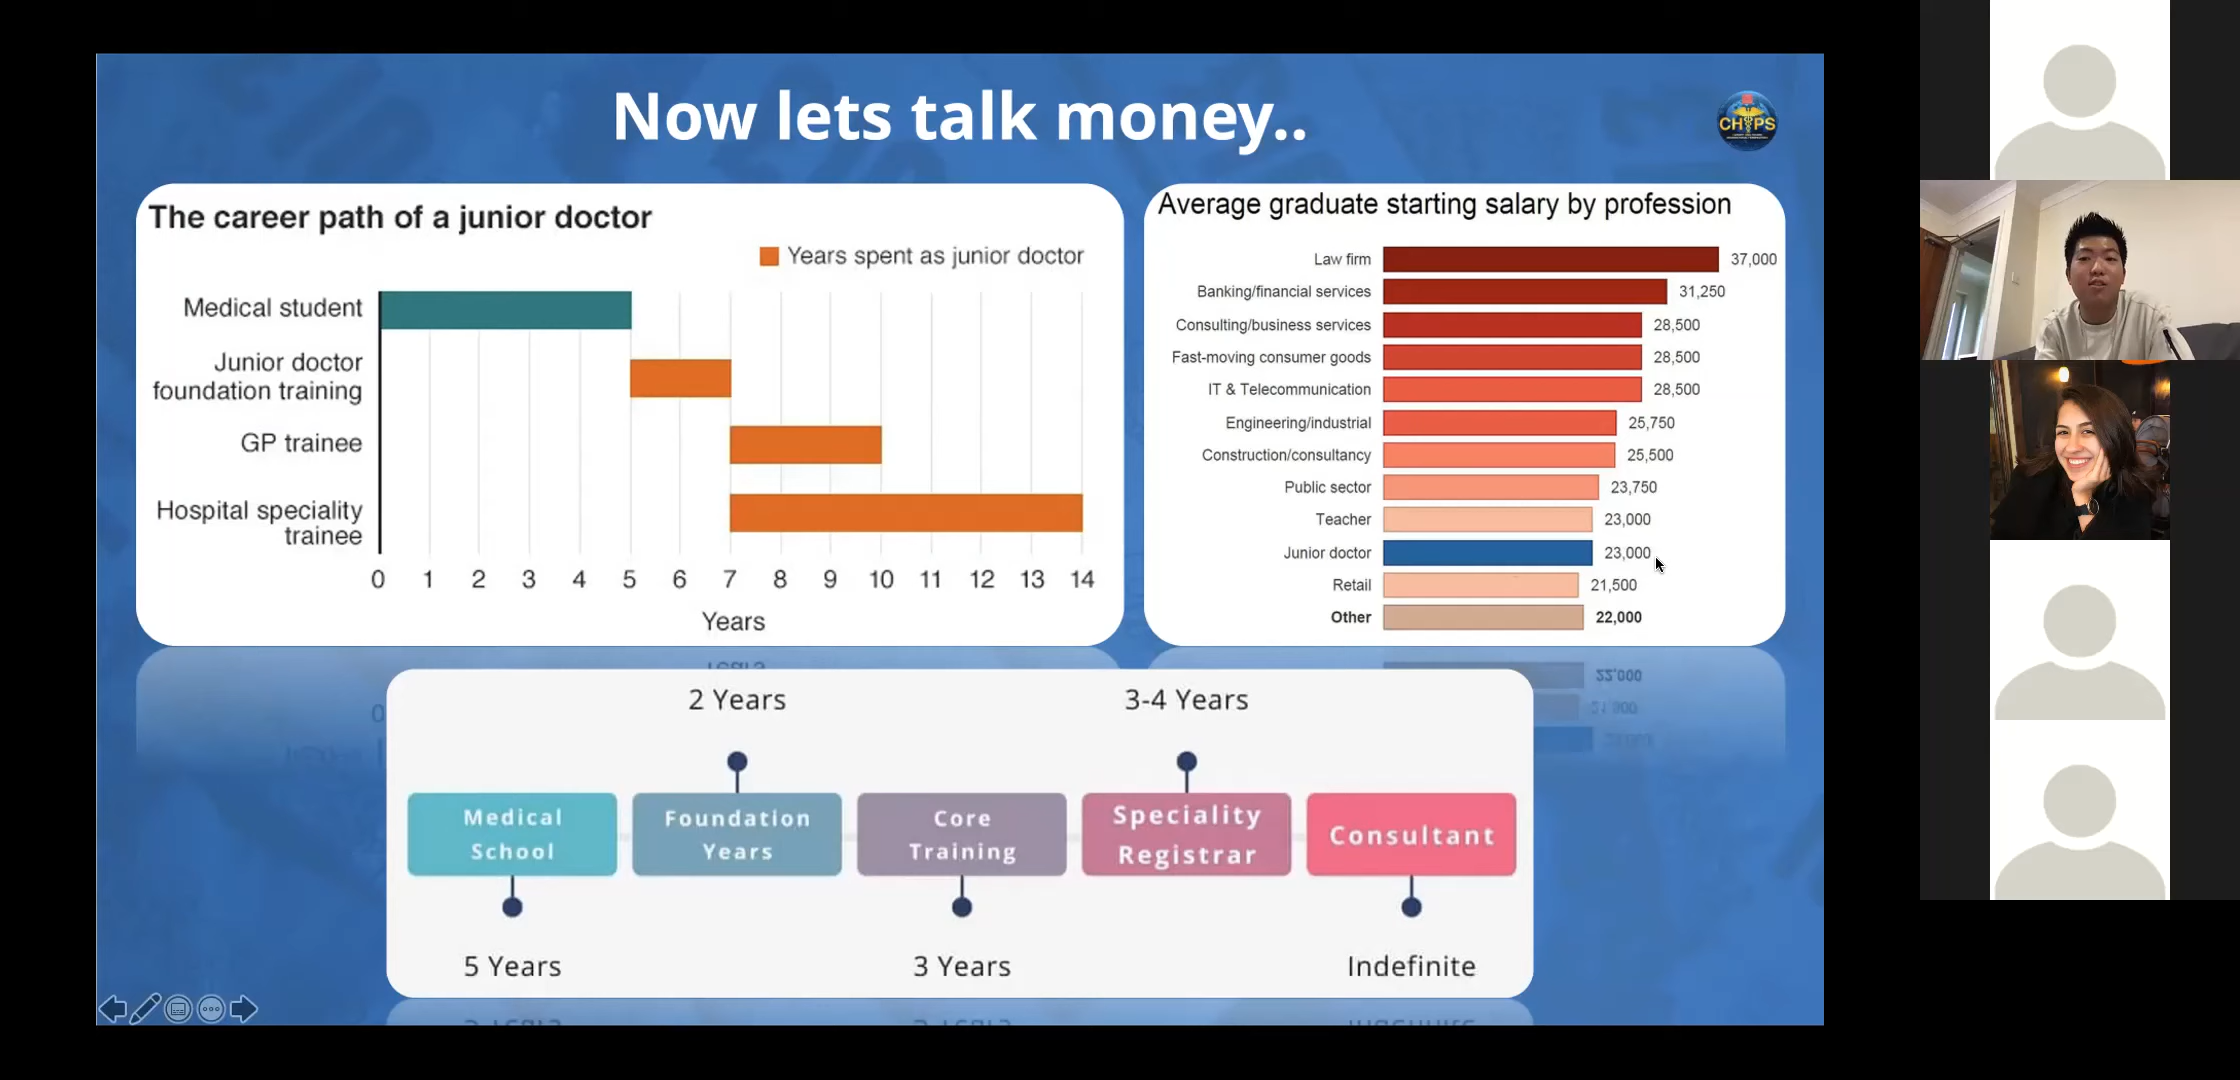 Now lets talk money..
CHIPS
The career path of a junior doctor
Years spent as junior doctor
Medical student
Junior doctor
foundation training
GP trainee
Hospital speciality
trainee
0 1 2 3 4 5 6 7 8 9 10 11 12 13 14
Years
Average graduate starting salary by profession
Law firm 37,000
Banking/financial services 31,250
Consulting/business services 28,500
Fast-moving consumer goods 28,500
IT & Telecommunication 28,500
Engineering/industrial 25,750
Construction/consultancy 25,500
Public sector 23,750
Teacher 23,000
Junior doctor 23,000
Retail 21,500
Other 22,000
2 Years
3-4 Years
Medical
School
Foundation
Years
Core
Training
Speciality
Registrar
Consultant
5 Years
3 Years
Indefinite